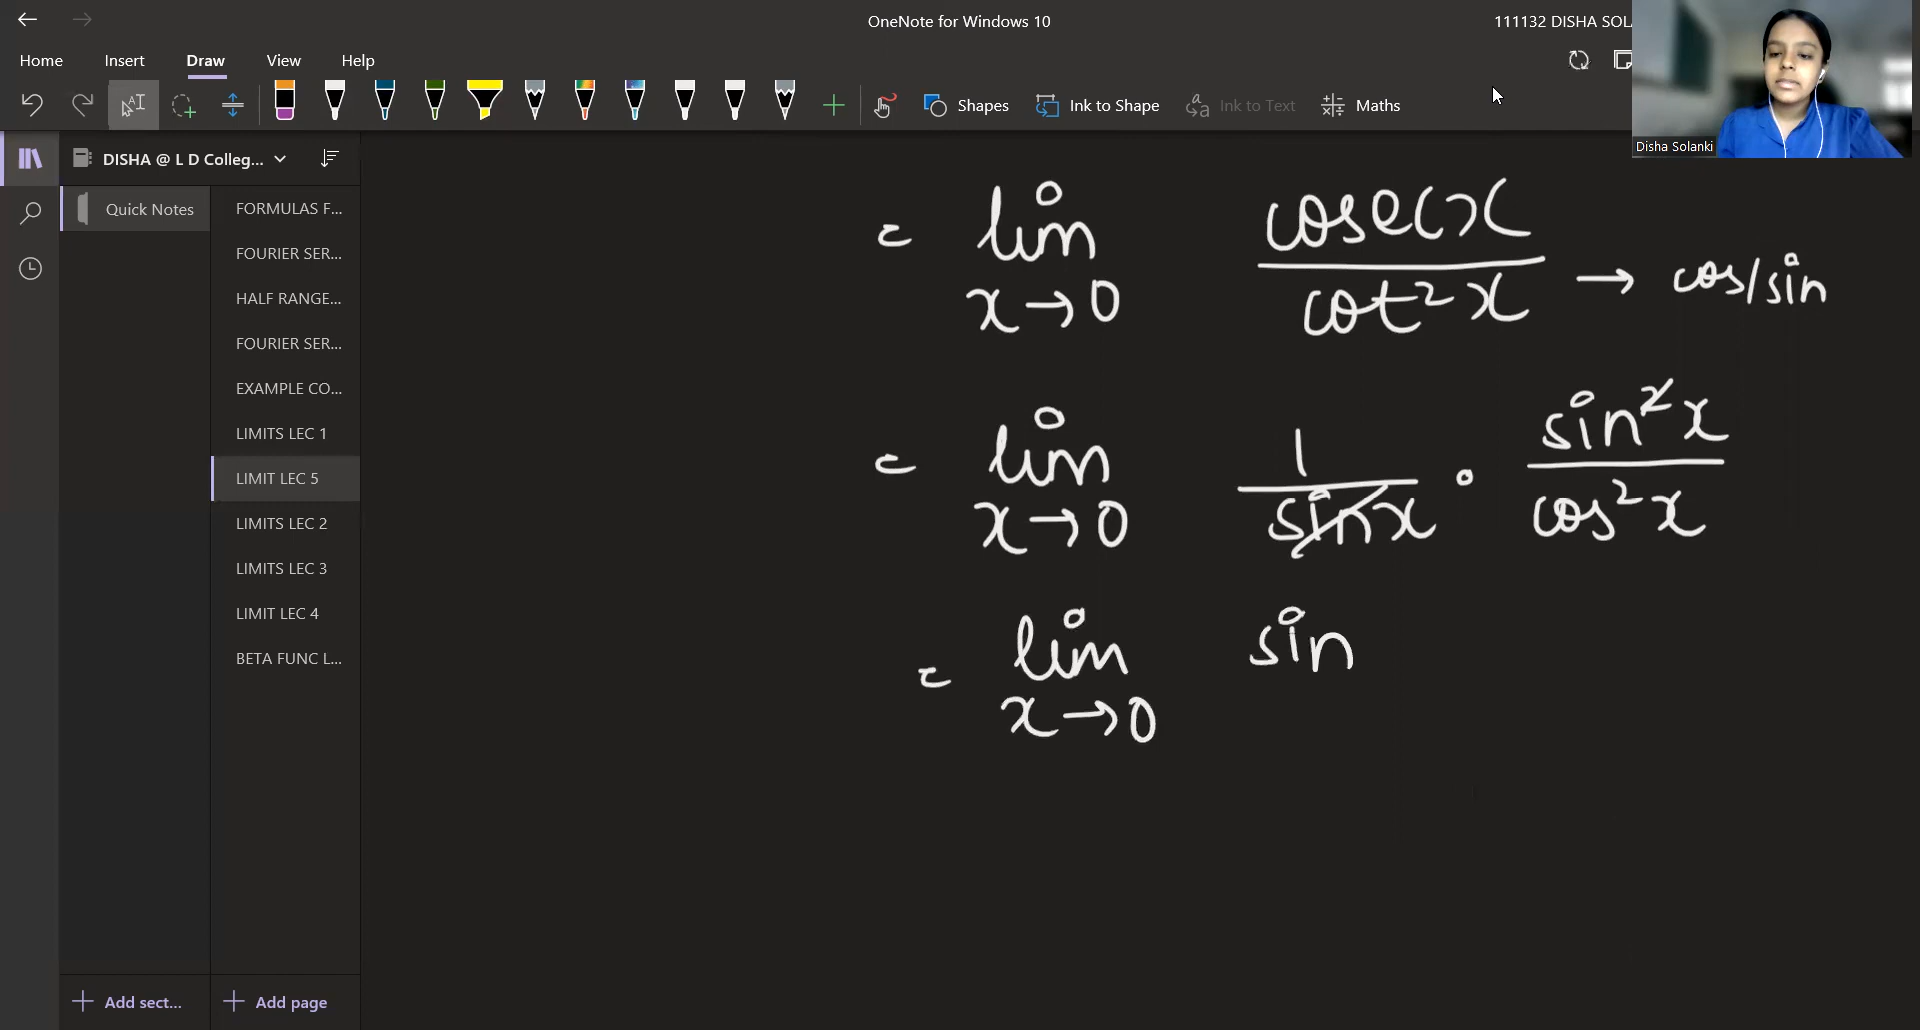 OneNote for Windows 10
111132 DISHA SOLA
Home Insert Draw View Help
Shapes Ink to Shape Ink to Text Maths
Disha Solanki
DISHA @ L D Colleg...
Quick Notes
FORMULAS F...
FOURIER SER...
HALF RANGE...
FOURIER SER...
EXAMPLE CO...
LIMITS LEC 1
LIMIT LEC 5
LIMITS LEC 2
LIMITS LEC 3
LIMIT LEC 4
BETA FUNC L...
+ Add sect...
+ Add page
= lim x→0 cosecx / cot²x → cos/sin
= lim x→0 1/sinx · sin²x/cos²x
= lim x→0 sin